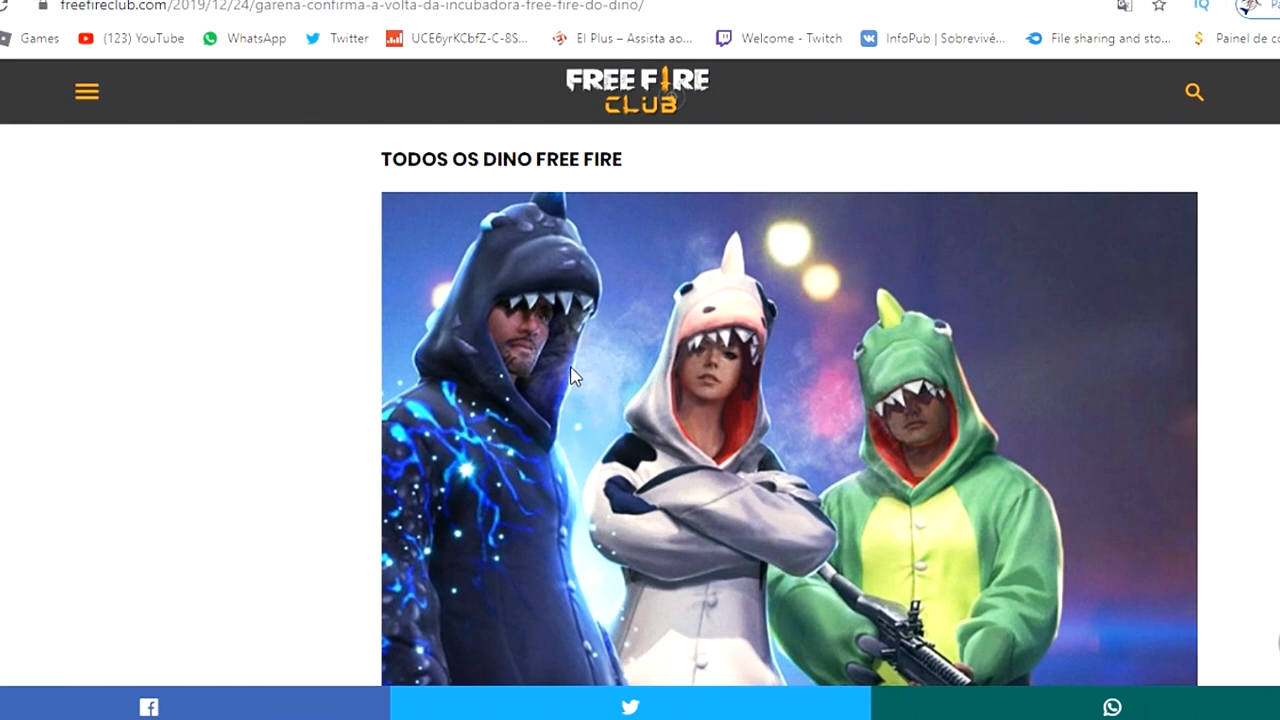 freefireclub.com/2019/12/24/garena-confirma-a-volta-da-incubadora-free-fire-do-dino/
Games (123) YouTube WhatsApp Twitter UCE6yrKCbfZ-C-8S... El Plus – Assista ao... Welcome - Twitch InfoPub | Sobrevivê... File sharing and sto... Painel de co
FREE FIRE
CLUB
TODOS OS DINO FREE FIRE